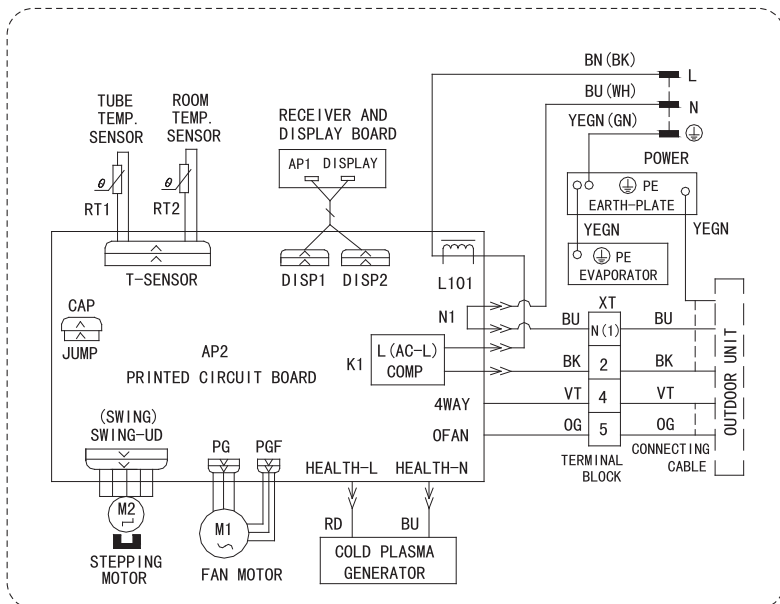 BN(BK)
L
BU(WH)
N
YEGN(GN)
POWER
TUBE
TEMP.
SENSOR
ROOM
TEMP.
SENSOR
RECEIVER AND
DISPLAY BOARD
AP1 DISPLAY
θ
RT1
θ
RT2
PE
EARTH-PLATE
YEGN
YEGN
PE
EVAPORATOR
T-SENSOR
DISP1
DISP2
L101
CAP
JUMP
AP2
PRINTED CIRCUIT BOARD
N1
K1
L(AC-L)
COMP
XT
BU
N(1)
BU
BK
2
BK
4WAY
VT
4
VT
OFAN
OG
5
OG
OUTDOOR UNIT
TERMINAL
BLOCK
CONNECTING
CABLE
(SWING)
SWING-UD
PG
PGF
HEALTH-L
HEALTH-N
M2
M1
RD
BU
STEPPING
MOTOR
FAN MOTOR
COLD PLASMA
GENERATOR